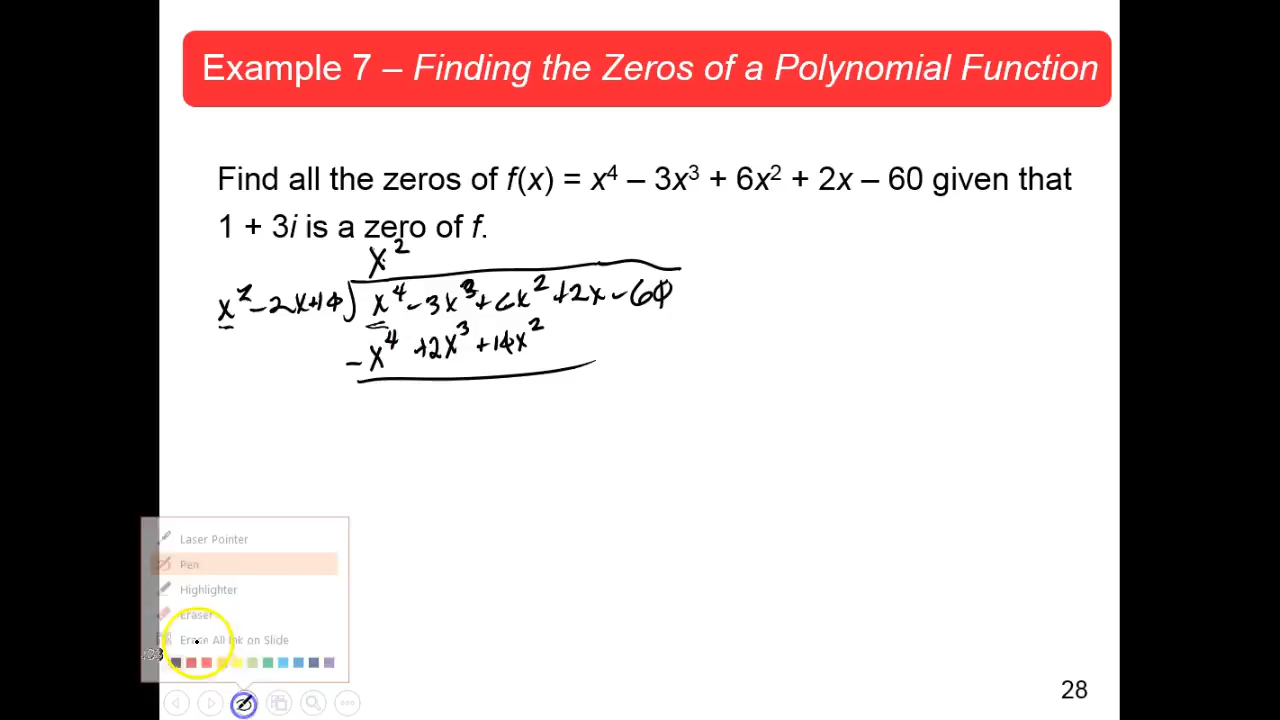 Example 7 – Finding the Zeros of a Polynomial Function
Find all the zeros of f(x) = x⁴ – 3x³ + 6x² + 2x – 60 given that
1 + 3i is a zero of f.
x²
x² - 2x + 10 ) x⁴ - 3x³ + 6x² + 2x - 60
- x⁴ + 2x³ + 10x²
Laser Pointer
Pen
Highlighter
Eraser
Erase All Ink on Slide
28